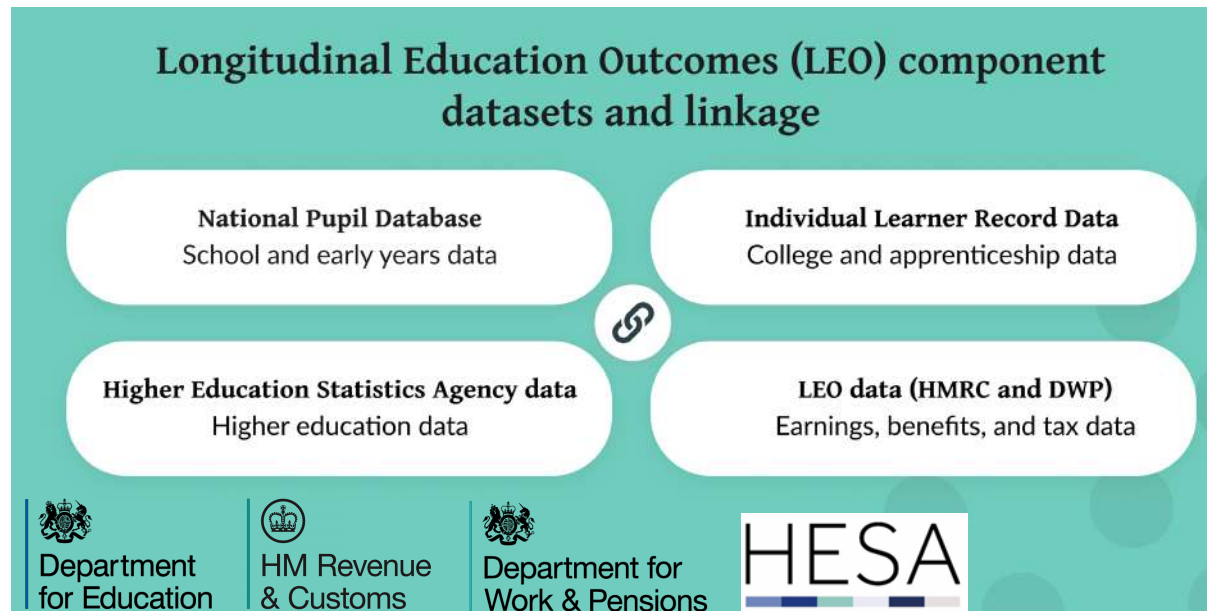 Longitudinal Education Outcomes (LEO) component
datasets and linkage
National Pupil Database
School and early years data
Individual Learner Record Data
College and apprenticeship data
Higher Education Statistics Agency data
Higher education data
LEO data (HMRC and DWP)
Earnings, benefits, and tax data
Department
for Education
HM Revenue
& Customs
Department for
Work & Pensions
HESA